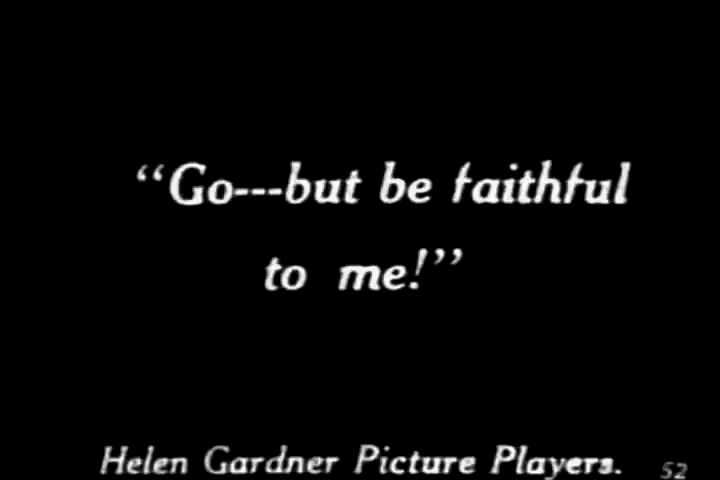 “Go---but be faithful
to me!”
Helen Gardner Picture Players. 52